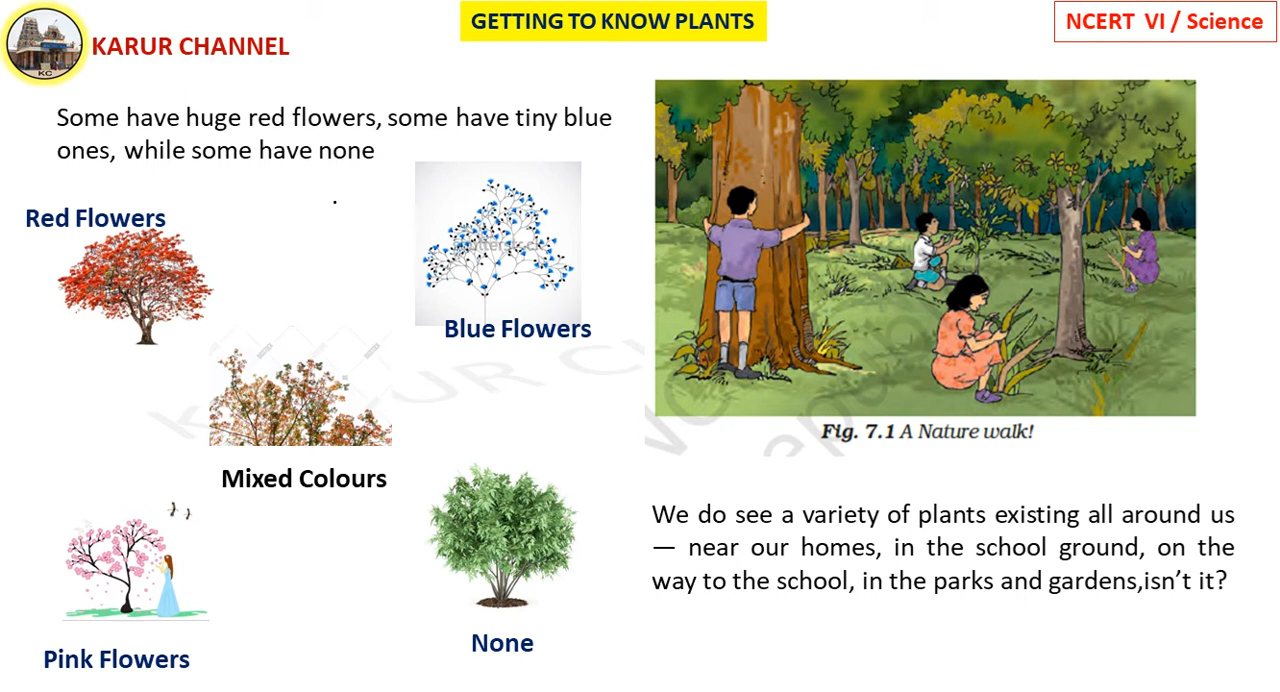 GETTING TO KNOW PLANTS
NCERT VI / Science
KARUR CHANNEL
KC
Some have huge red flowers, some have tiny blue
ones, while some have none
.
Red Flowers
Blue Flowers
Mixed Colours
Pink Flowers
None
Fig. 7.1 A Nature walk!
We do see a variety of plants existing all around us
— near our homes, in the school ground, on the
way to the school, in the parks and gardens,isn't it?